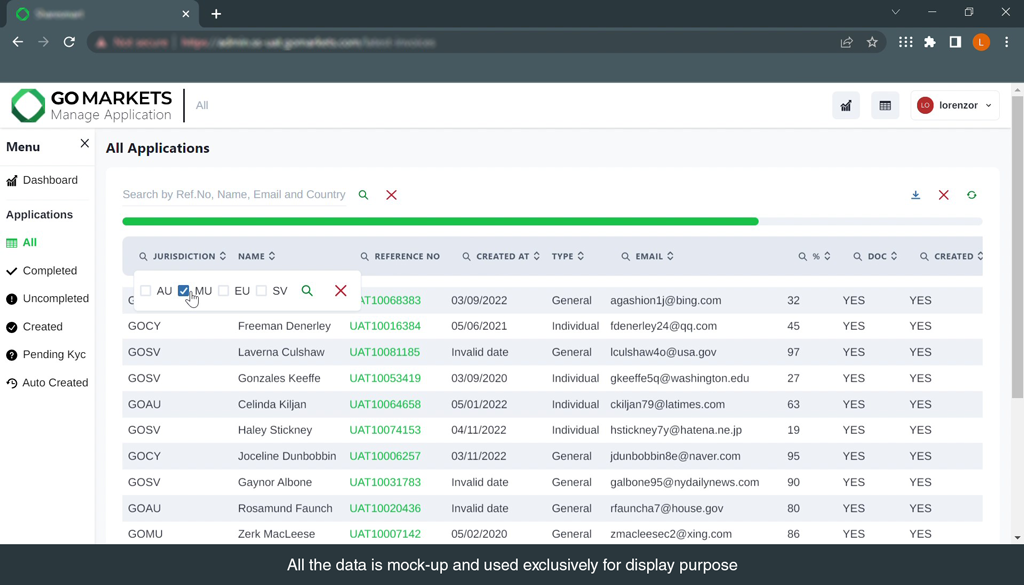 GO MARKETS
Manage Application
All
LO lorenzor
L
Menu
Dashboard
Applications
All
Completed
Uncompleted
Created
Pending Kyc
Auto Created
All Applications
Search by Ref.No, Name, Email and Country
JURISDICTION NAME REFERENCE NO CREATED AT TYPE EMAIL % DOC CREATED
AU MU EU SV
10068383 03/09/2022 General agashion1j@bing.com 32 YES YES
GOCY Freeman Denerley UAT10016384 05/06/2021 Individual fdenerley24@qq.com 45 YES YES
GOSV Laverna Culshaw UAT10081185 Invalid date General lculshaw4o@usa.gov 97 YES YES
GOSV Gonzales Keeffe UAT10053419 03/09/2020 Individual gkeeffe5q@washington.edu 27 YES YES
GOAU Celinda Kiljan UAT10064658 05/01/2022 Individual ckiljan79@latimes.com 63 YES YES
GOSV Haley Stickney UAT10074153 04/11/2022 Individual hstickney7y@hatena.ne.jp 19 YES YES
GOCY Joceline Dunbobbin UAT10006257 03/11/2022 General jdunbobbin8e@naver.com 95 YES YES
GOSV Gaynor Albone UAT10031783 Invalid date General galbone95@nydailynews.com 90 YES YES
GOAU Rosamund Faunch UAT10020436 Invalid date General rfauncha7@house.gov 80 YES YES
GOMU Zerk MacLeese UAT10007142 05/02/2020 General zmacleesec2@xing.com 86 YES YES
All the data is mock-up and used exclusively for display purpose